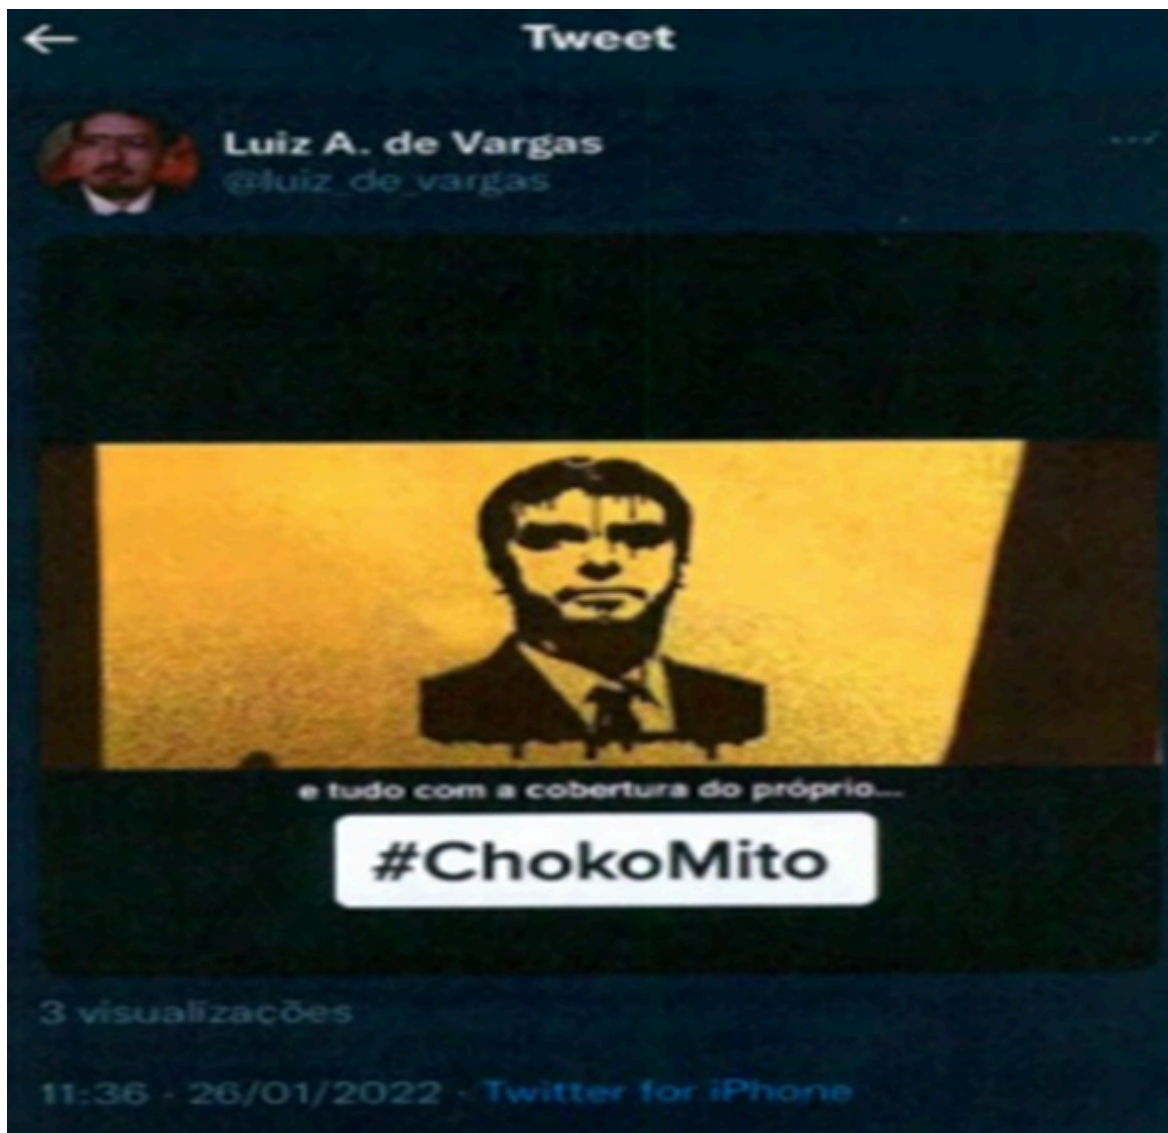 Tweet
Luiz A. de Vargas
@luiz_de_vargas
e tudo com a cobertura do próprio...
#ChokoMito
3 visualizações
11:36 · 26/01/2022 · Twitter for iPhone